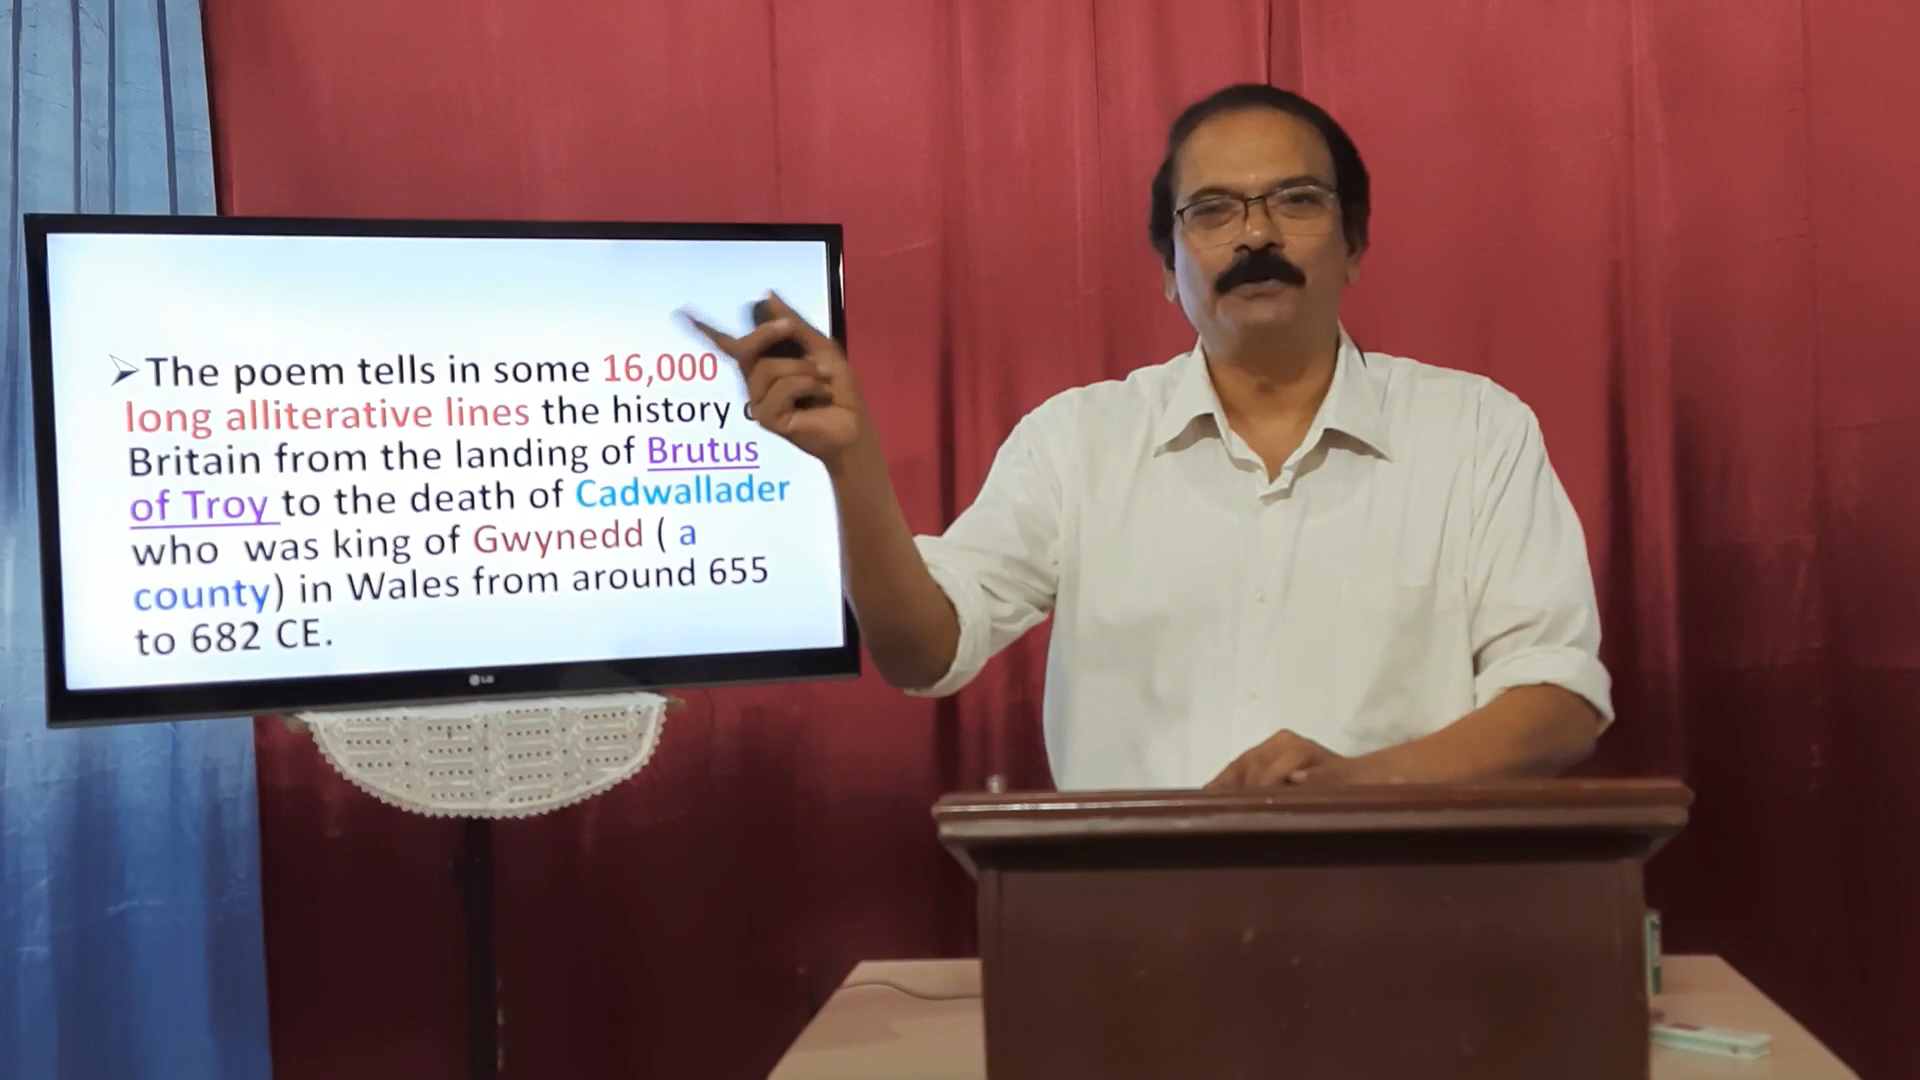 The poem tells in some 16,000
long alliterative lines the history
Britain from the landing of Brutus
of Troy to the death of Cadwallader
who was king of Gwynedd ( a
county) in Wales from around 655
to 682 CE.
LG